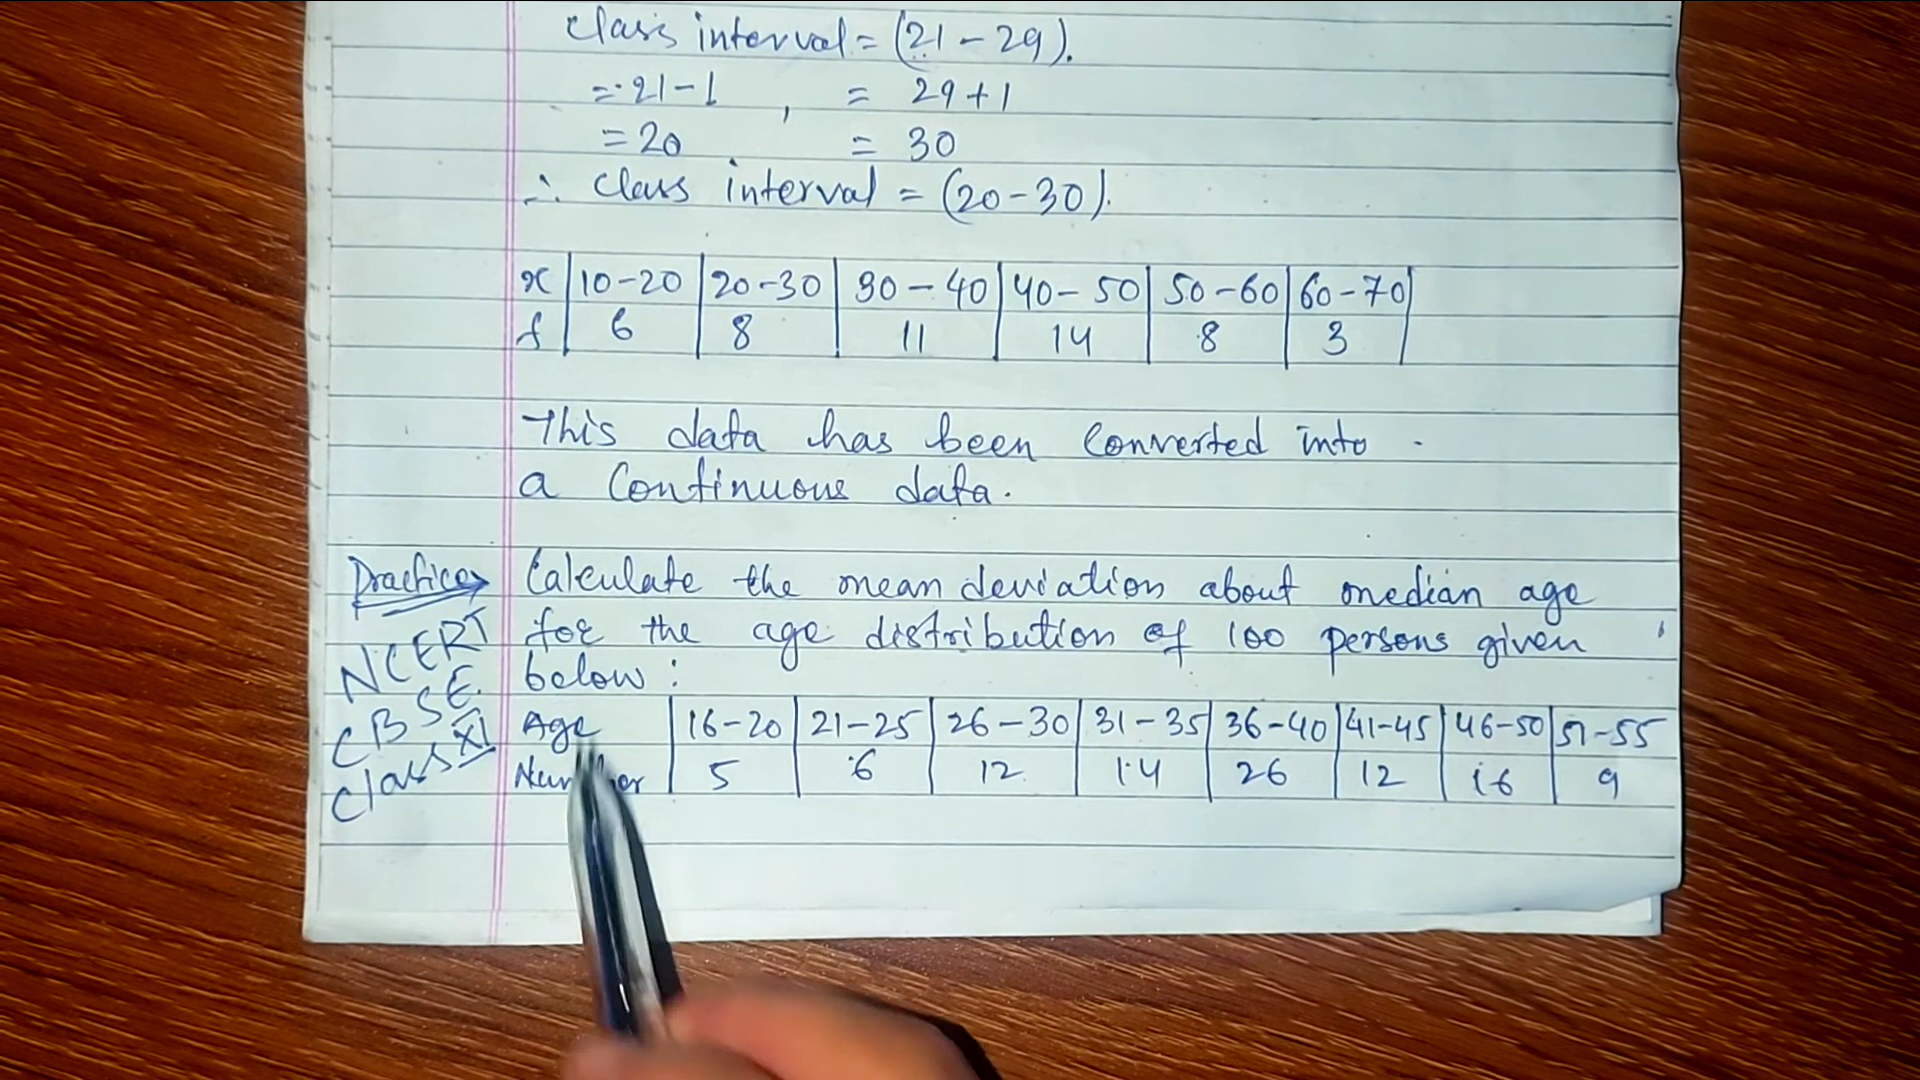 class interval = (21 - 29).
= 21 - 1 , = 29 + 1
= 20 = 30
∴ class interval = (20 - 30).
x | 10-20 | 20-30 | 30-40 | 40-50 | 50-60 | 60-70
f | 6 | 8 | 11 | 14 | 8 | 3
This data has been converted into
a continuous data.
Practice → Calculate the mean deviation about median age
for the age distribution of 100 persons given
below :
NCERT
CBSE
class XI
Age | 16-20 | 21-25 | 26-30 | 31-35 | 36-40 | 41-45 | 46-50 | 51-55
Number | 5 | 6 | 12 | 14 | 26 | 12 | 16 | 9